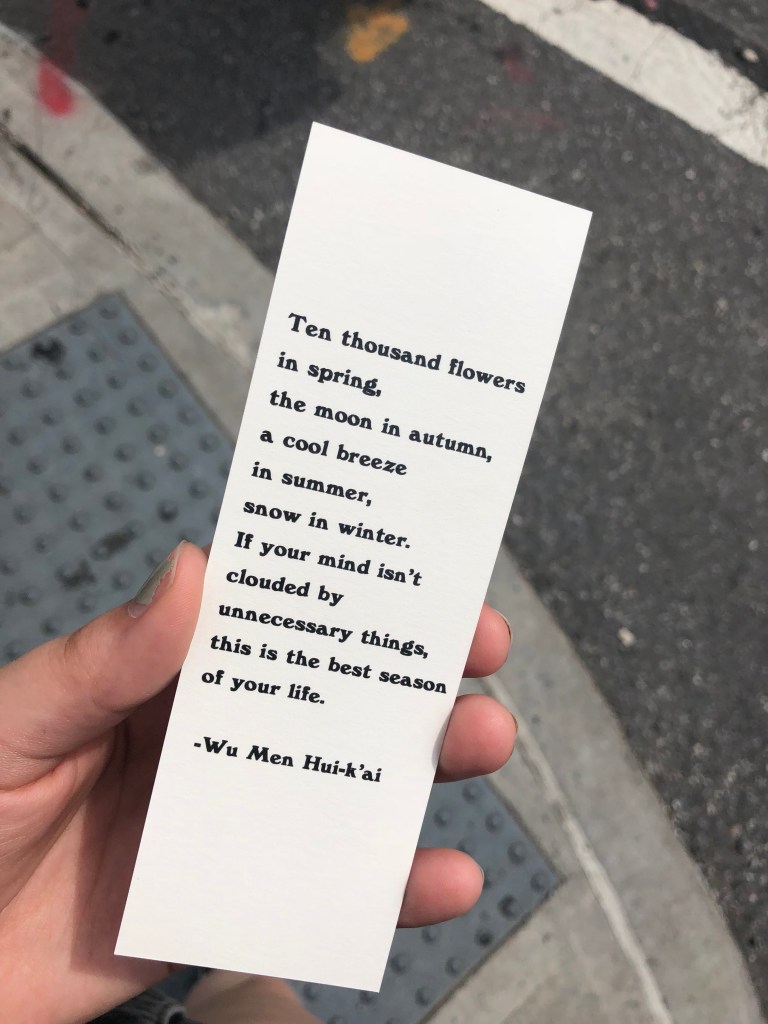 Ten thousand flowers
in spring,
the moon in autumn,
a cool breeze
in summer,
snow in winter.
If your mind isn't
clouded by
unnecessary things,
this is the best season
of your life.
-Wu Men Hui-k'ai